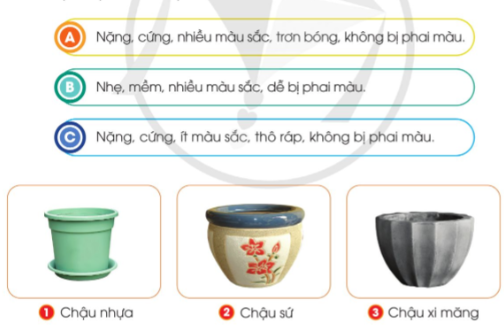 A Nặng, cứng, nhiều màu sắc, trơn bóng, không bị phai màu.
B Nhẹ, mềm, nhiều màu sắc, dễ bị phai màu.
C Nặng, cứng, ít màu sắc, thô ráp, không bị phai màu.
1 Chậu nhựa 2 Chậu sứ 3 Chậu xi măng